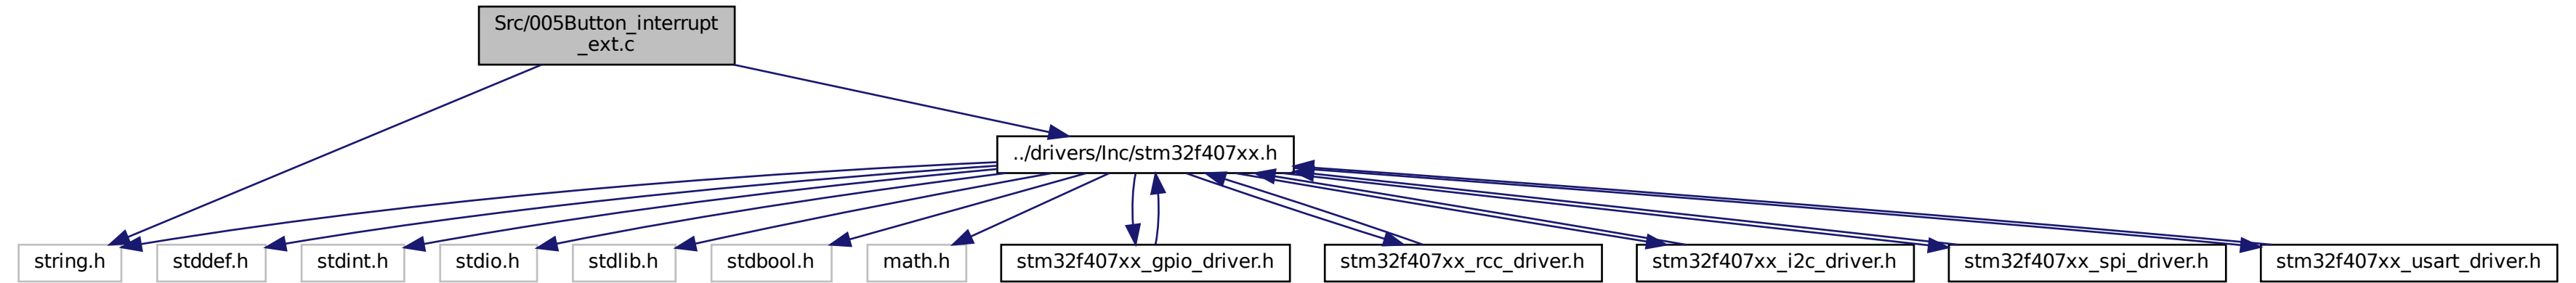 Src/005Button_interrupt
_ext.c
../drivers/Inc/stm32f407xx.h
string.h
stddef.h
stdint.h
stdio.h
stdlib.h
stdbool.h
math.h
stm32f407xx_gpio_driver.h
stm32f407xx_rcc_driver.h
stm32f407xx_i2c_driver.h
stm32f407xx_spi_driver.h
stm32f407xx_usart_driver.h